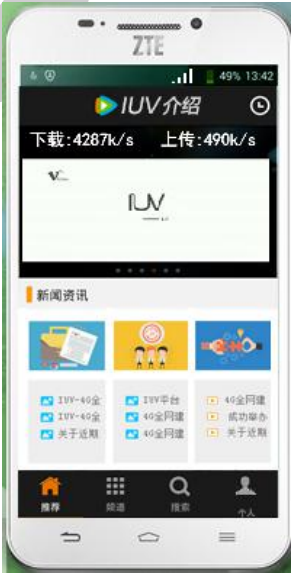 ZTE
49% 13:42
IUV介绍
下载:4287k/s 上传:490k/s
IUV
新闻资讯
IUV-4G全 IUV平台 4G全网建
IUV-4G全 4G全网建 成功举办
关于近期 4G全网建 关于近期
推荐 频道 搜索 个人